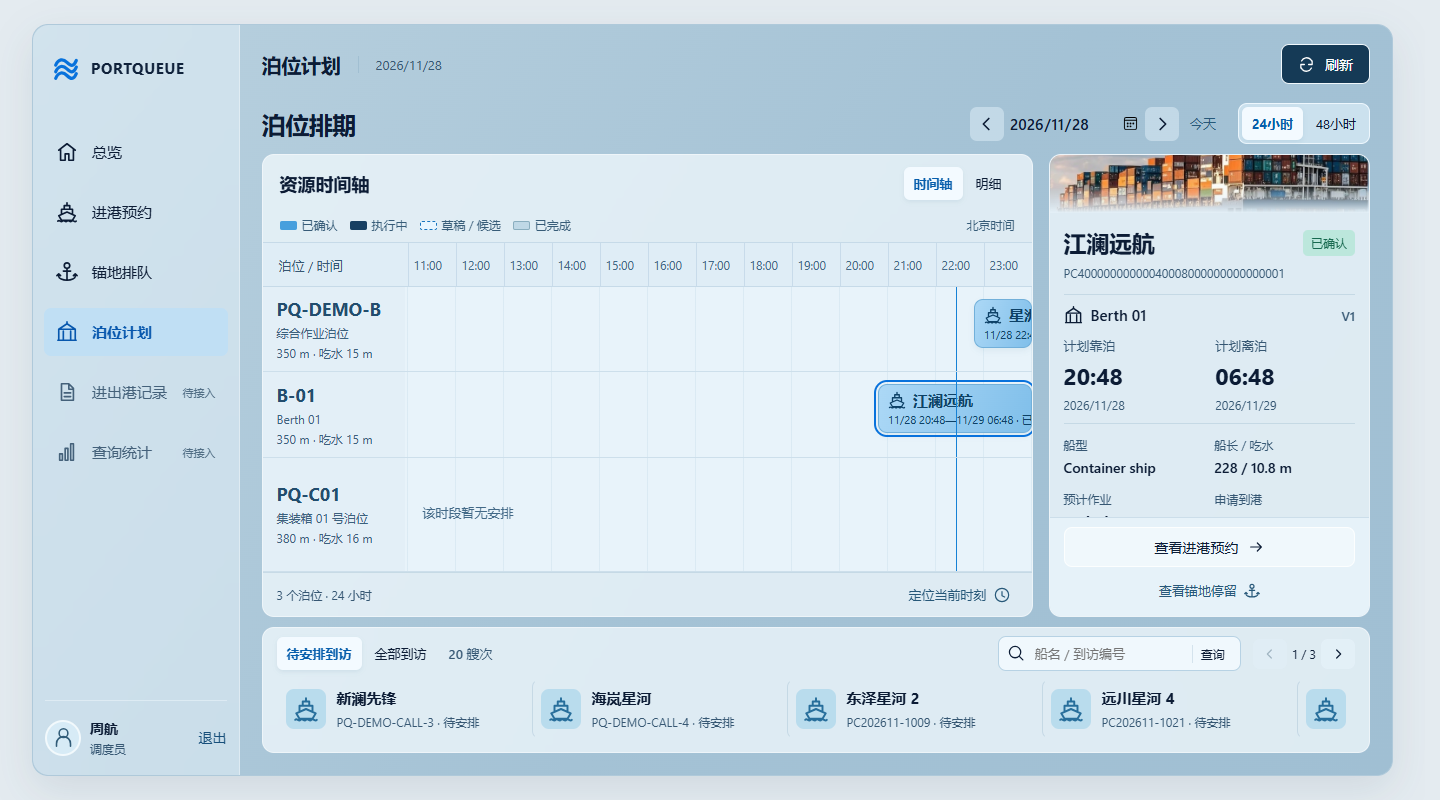 PORTQUEUE
总览
进港预约
锚地排队
泊位计划
进出港记录 待接入
查询统计 待接入
周航
调度员
退出
泊位计划 2026/11/28
刷新
泊位排期
2026/11/28 今天 24小时 48小时
资源时间轴
时间轴 明细
已确认 执行中 草稿 / 候选 已完成
北京时间
泊位 / 时间 11:00 12:00 13:00 14:00 15:00 16:00 17:00 18:00 19:00 20:00 21:00 22:00 23:00
PQ-DEMO-B
综合作业泊位
350 m · 吃水 15 m
11/28 22:
B-01
Berth 01
350 m · 吃水 15 m
江澜远航
11/28 20:48—11/29 06:48 · 已
PQ-C01
集装箱 01 号泊位
380 m · 吃水 16 m
该时段暂无安排
3 个泊位 · 24 小时
定位当前时刻
江澜远航
已确认
PC40000000000040008000000000000001
Berth 01 V1
计划靠泊 计划离泊
20:48 06:48
2026/11/28 2026/11/29
船型 船长 / 吃水
Container ship 228 / 10.8 m
预计作业 申请到港
查看进港预约
查看锚地停留
待安排到访 全部到访 20 艘次
船名 / 到访编号 查询
1 / 3
新澜先锋
PQ-DEMO-CALL-3 · 待安排
海岚星河
PQ-DEMO-CALL-4 · 待安排
东泽星河 2
PC202611-1009 · 待安排
远川星河 4
PC202611-1021 · 待安排